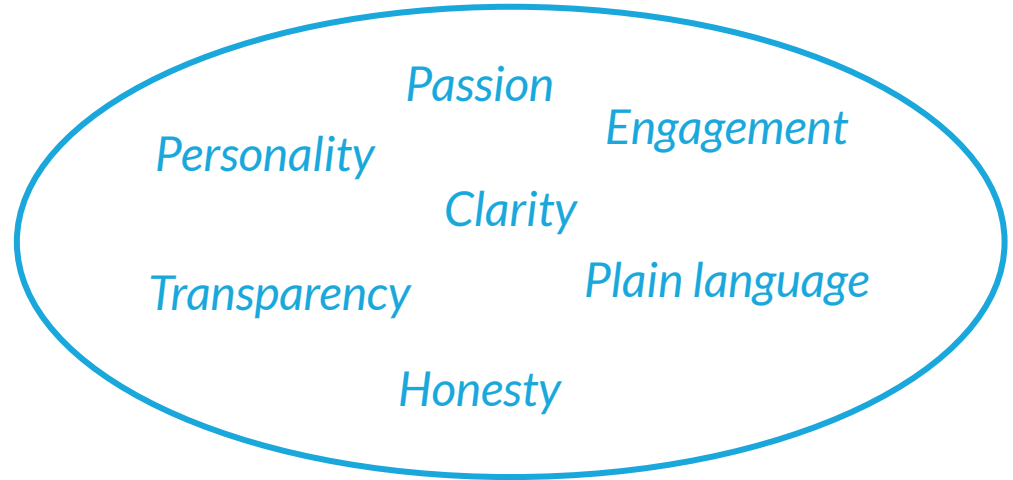 Passion
Engagement
Personality
Clarity
Plain language
Transparency
Honesty